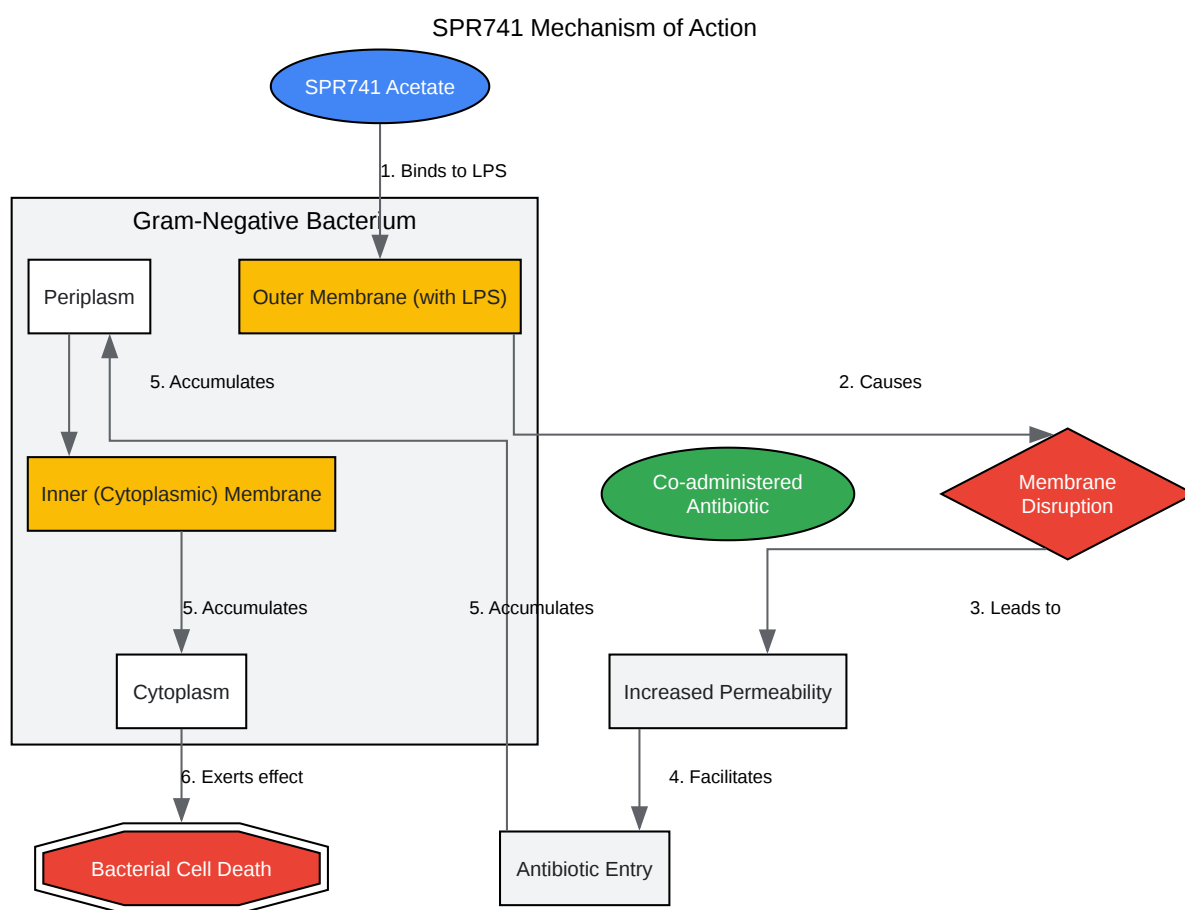 SPR741 Mechanism of Action
SPR741 Acetate
1. Binds to LPS
Gram-Negative Bacterium
Periplasm
Outer Membrane (with LPS)
5. Accumulates
2. Causes
Inner (Cytoplasmic) Membrane
Co-administered
Antibiotic
Membrane
Disruption
5. Accumulates
5. Accumulates
3. Leads to
Cytoplasm
Increased Permeability
6. Exerts effect
4. Facilitates
Bacterial Cell Death
Antibiotic Entry